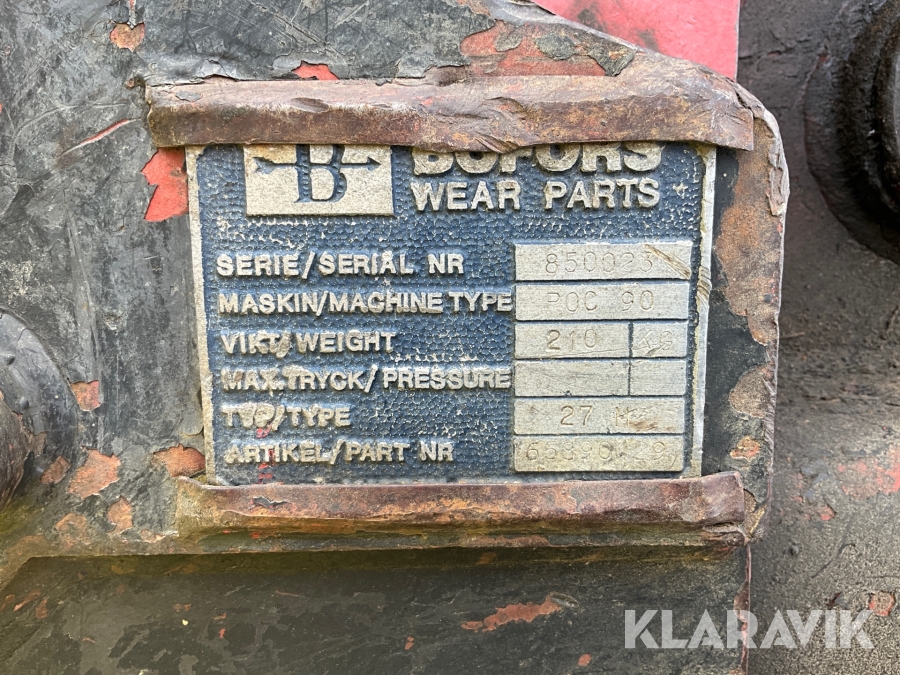 B
BOFORS
WEAR PARTS
SERIE/SERIAL NR 850023
MASKIN/MACHINE TYPE POC 90
VIKT/WEIGHT 210 KG
MAX.TRYCK/PRESSURE
TYP/TYPE 27
ARTIKEL/PART NR
KLARAVIK